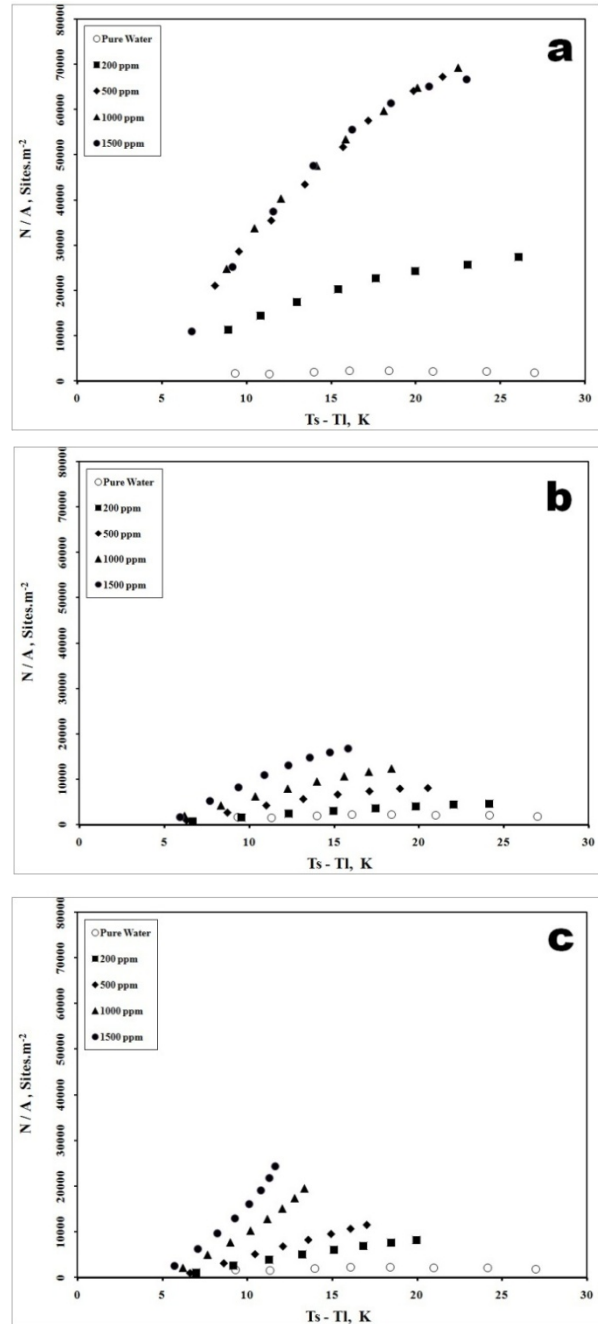 a
80000
70000
60000
50000
40000
30000
20000
10000
0
N / A , Sites.m-2
Pure Water
200 ppm
500 ppm
1000 ppm
1500 ppm
0 5 10 15 20 25 30
Ts - Tl, K
b
80000
70000
60000
50000
40000
30000
20000
10000
0
N / A , Sites.m-2
Pure Water
200 ppm
500 ppm
1000 ppm
1500 ppm
0 5 10 15 20 25 30
Ts - Tl, K
c
80000
70000
60000
50000
40000
30000
20000
10000
0
N / A , Sites.m-2
Pure Water
200 ppm
500 ppm
1000 ppm
1500 ppm
0 5 10 15 20 25 30
Ts - Tl, K